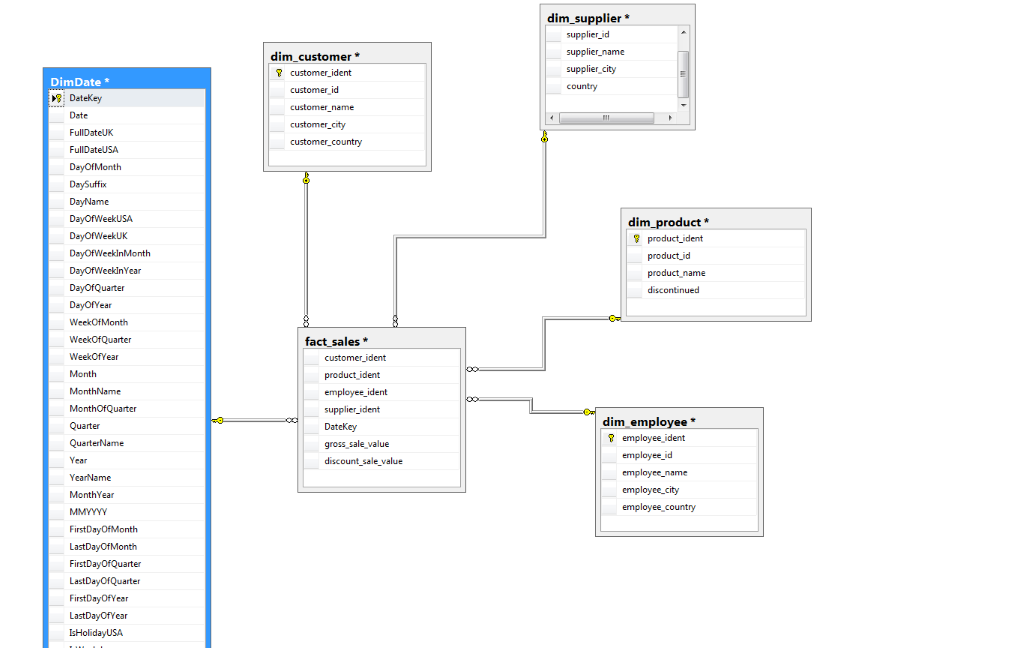 DimDate *
DateKey
Date
FullDateUK
FullDateUSA
DayOfMonth
DaySuffix
DayName
DayOfWeekUSA
DayOfWeekUK
DayOfWeekInMonth
DayOfWeekInYear
DayOfQuarter
DayOfYear
WeekOfMonth
WeekOfQuarter
WeekOfYear
Month
MonthName
MonthOfQuarter
Quarter
QuarterName
Year
YearName
MonthYear
MMYYYY
FirstDayOfMonth
LastDayOfMonth
FirstDayOfQuarter
LastDayOfQuarter
FirstDayOfYear
LastDayOfYear
IsHolidayUSA
dim_customer *
customer_ident
customer_id
customer_name
customer_city
customer_country
dim_supplier *
supplier_id
supplier_name
supplier_city
country
dim_product *
product_ident
product_id
product_name
discontinued
fact_sales *
customer_ident
product_ident
employee_ident
supplier_ident
DateKey
gross_sale_value
discount_sale_value
dim_employee *
employee_ident
employee_id
employee_name
employee_city
employee_country